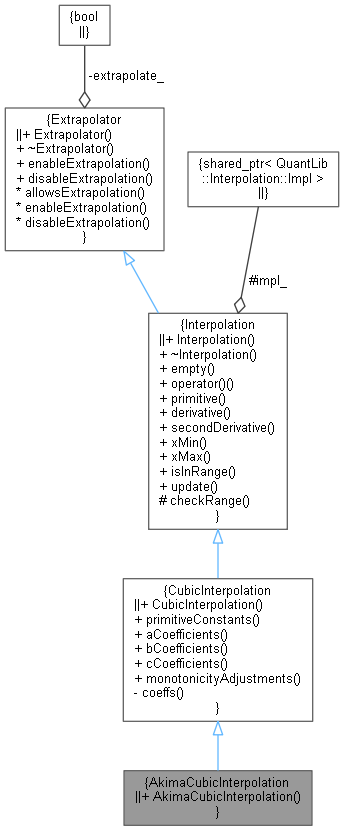 {bool
||}
-extrapolate_
{Extrapolator
||+ Extrapolator()
+ ~Extrapolator()
+ enableExtrapolation()
+ disableExtrapolation()
* allowsExtrapolation()
* enableExtrapolation()
* disableExtrapolation()
}
{shared_ptr< QuantLib
::Interpolation::Impl >
||}
#impl_
{Interpolation
||+ Interpolation()
+ ~Interpolation()
+ empty()
+ operator()()
+ primitive()
+ derivative()
+ secondDerivative()
+ xMin()
+ xMax()
+ isInRange()
+ update()
# checkRange()
}
{CubicInterpolation
||+ CubicInterpolation()
+ primitiveConstants()
+ aCoefficients()
+ bCoefficients()
+ cCoefficients()
+ monotonicityAdjustments()
- coeffs()
}
{AkimaCubicInterpolation
||+ AkimaCubicInterpolation()
}